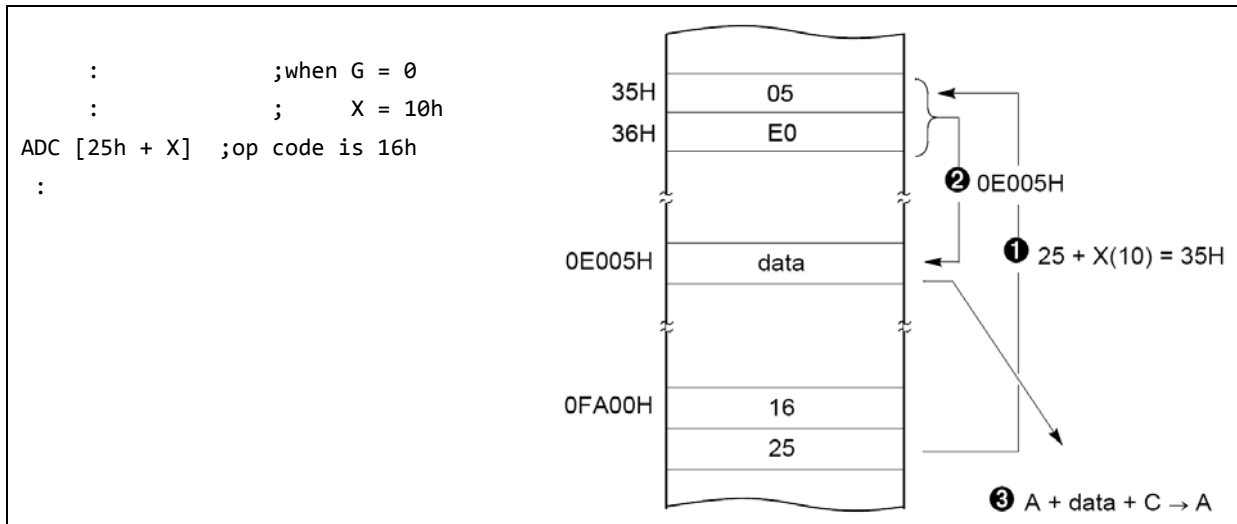 : ;when G = 0
: ; X = 10h
ADC [25h + X] ;op code is 16h
:
35H 05
36H E0
❷ 0E005H
0E005H data
❶ 25 + X(10) = 35H
0FA00H 16
25
❸ A + data + C → A